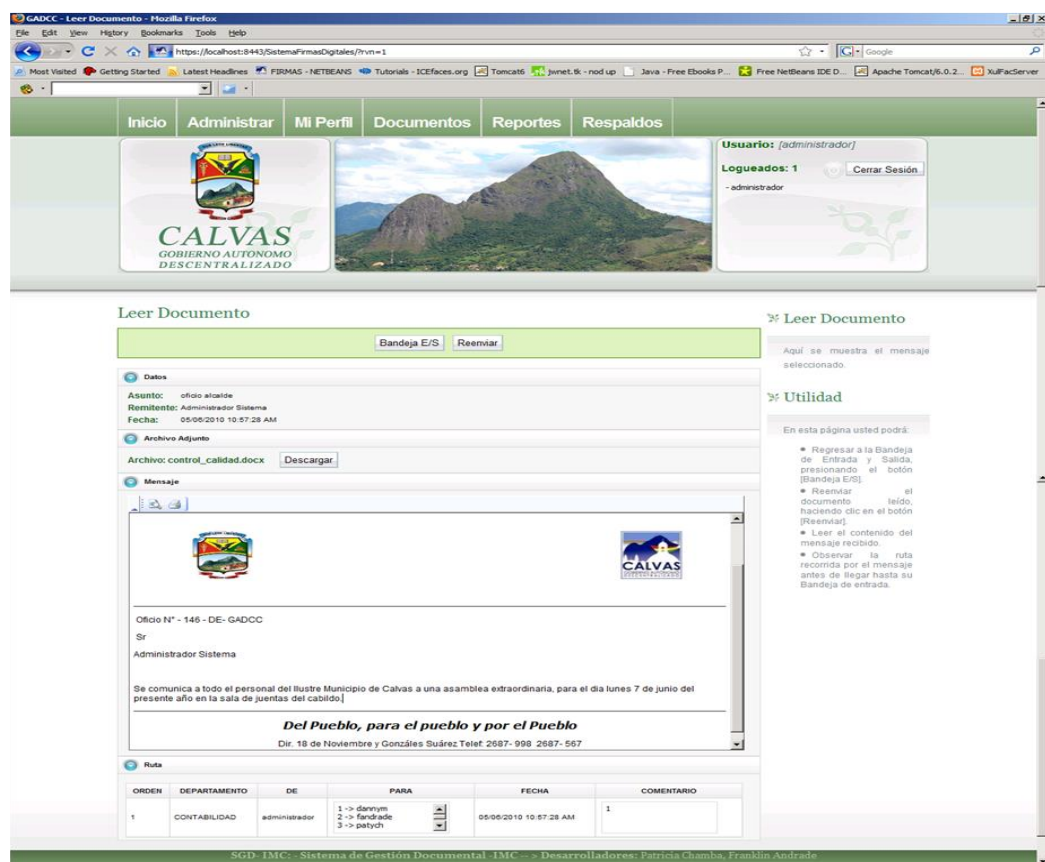 GADCC - Leer Documento - Mozilla Firefox
File Edit View History Bookmarks Tools Help
https://localhost:8443/SistemaFirmasDigitales/?rvn=1
Google
Most Visited Getting Started Latest Headlines FIRMAS - NETBEANS Tutorials - ICEfaces.org Tomcat6 jwnet.tk - nod up Java - Free Ebooks P... Free NetBeans IDE D... Apache Tomcat/6.0.2... XulFacServer
Inicio Administrar Mi Perfil Documentos Reportes Respaldos
CALVAS
GOBIERNO AUTONOMO
DESCENTRALIZADO
Usuario: [administrador]
Logueados: 1 Cerrar Sesión
- administrador
Leer Documento
Bandeja E/S Reenviar
Datos
Asunto: oficio alcalde
Remitente: Administrador Sistema
Fecha: 05/06/2010 10:57:28 AM
Archivo Adjunto
Archivo: control_calidad.docx Descargar
Mensaje
CALVAS
Oficio N° - 146 - DE- GADCC
Sr
Administrador Sistema
Se comunica a todo el personal del Ilustre Municipio de Calvas a una asamblea extraordinaria, para el dia lunes 7 de junio del
presente año en la sala de juentas del cabildo.
Del Pueblo, para el pueblo y por el Pueblo
Dir. 18 de Noviembre y Gonzáles Suárez Telef: 2687- 998 2687- 567
Ruta
ORDEN DEPARTAMENTO DE PARA FECHA COMENTARIO
1 CONTABILIDAD administrador 1 -> dannym 05/06/2010 10:57:28 AM 1
2 -> fandrade
3 -> patych
Leer Documento
Aquí se muestra el mensaje
seleccionado.
Utilidad
En esta página usted podrá:
Regresar a la Bandeja
de Entrada y Salida,
presionando el botón
[Bandeja E/S].
Reenviar el
documento leído,
haciendo clic en el botón
[Reenviar].
Leer el contenido del
mensaje recibido.
Observar la ruta
recorrida por el mensaje
antes de llegar hasta su
Bandeja de entrada.
SGD- IMC: - Sistema de Gestión Documental -IMC -- > Desarrolladores: Patricia Chamba, Franklin Andrade